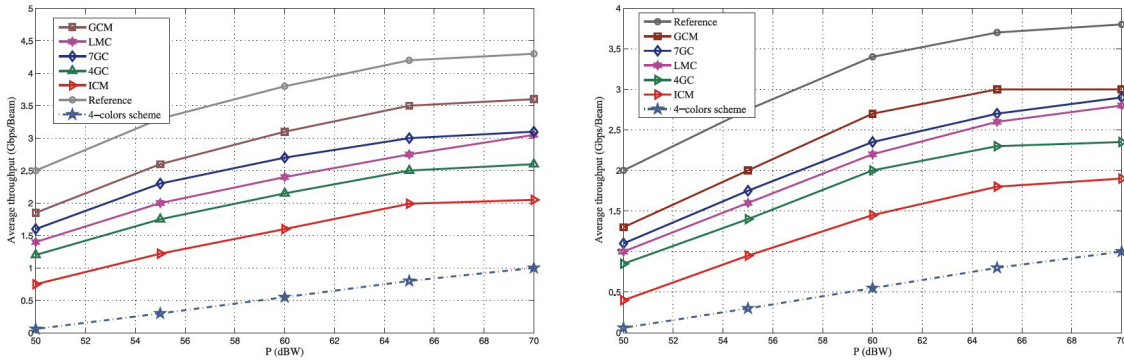 5
4.5
4
3.5
3
2.5
2
1.5
1
0.5
0
50 52 54 56 58 60 62 64 66 68 70
P (dBW)
Average throughput (Gbps/Beam)
GCM
LMC
7GC
4GC
ICM
Reference
4−colors scheme
4
3.5
3
2.5
2
1.5
1
0.5
0
50 52 54 56 58 60 62 64 66 68 70
P (dBW)
Average throughtput (Gbps/Beam)
Reference
GCM
7GC
LMC
4GC
ICM
4−colors scheme